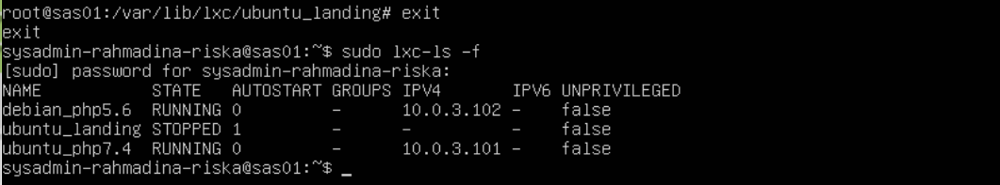 root@sas01:/var/lib/lxc/ubuntu_landing# exit
exit
sysadmin-rahmadina-riska@sas01:~$ sudo lxc-ls -f
[sudo] password for sysadmin-rahmadina-riska:
NAME           STATE   AUTOSTART GROUPS IPV4       IPV6 UNPRIVILEGED
debian_php5.6  RUNNING 0         -      10.0.3.102 -    false
ubuntu_landing STOPPED 1         -      -          -    false
ubuntu_php7.4  RUNNING 0         -      10.0.3.101 -    false
sysadmin-rahmadina-riska@sas01:~$ _